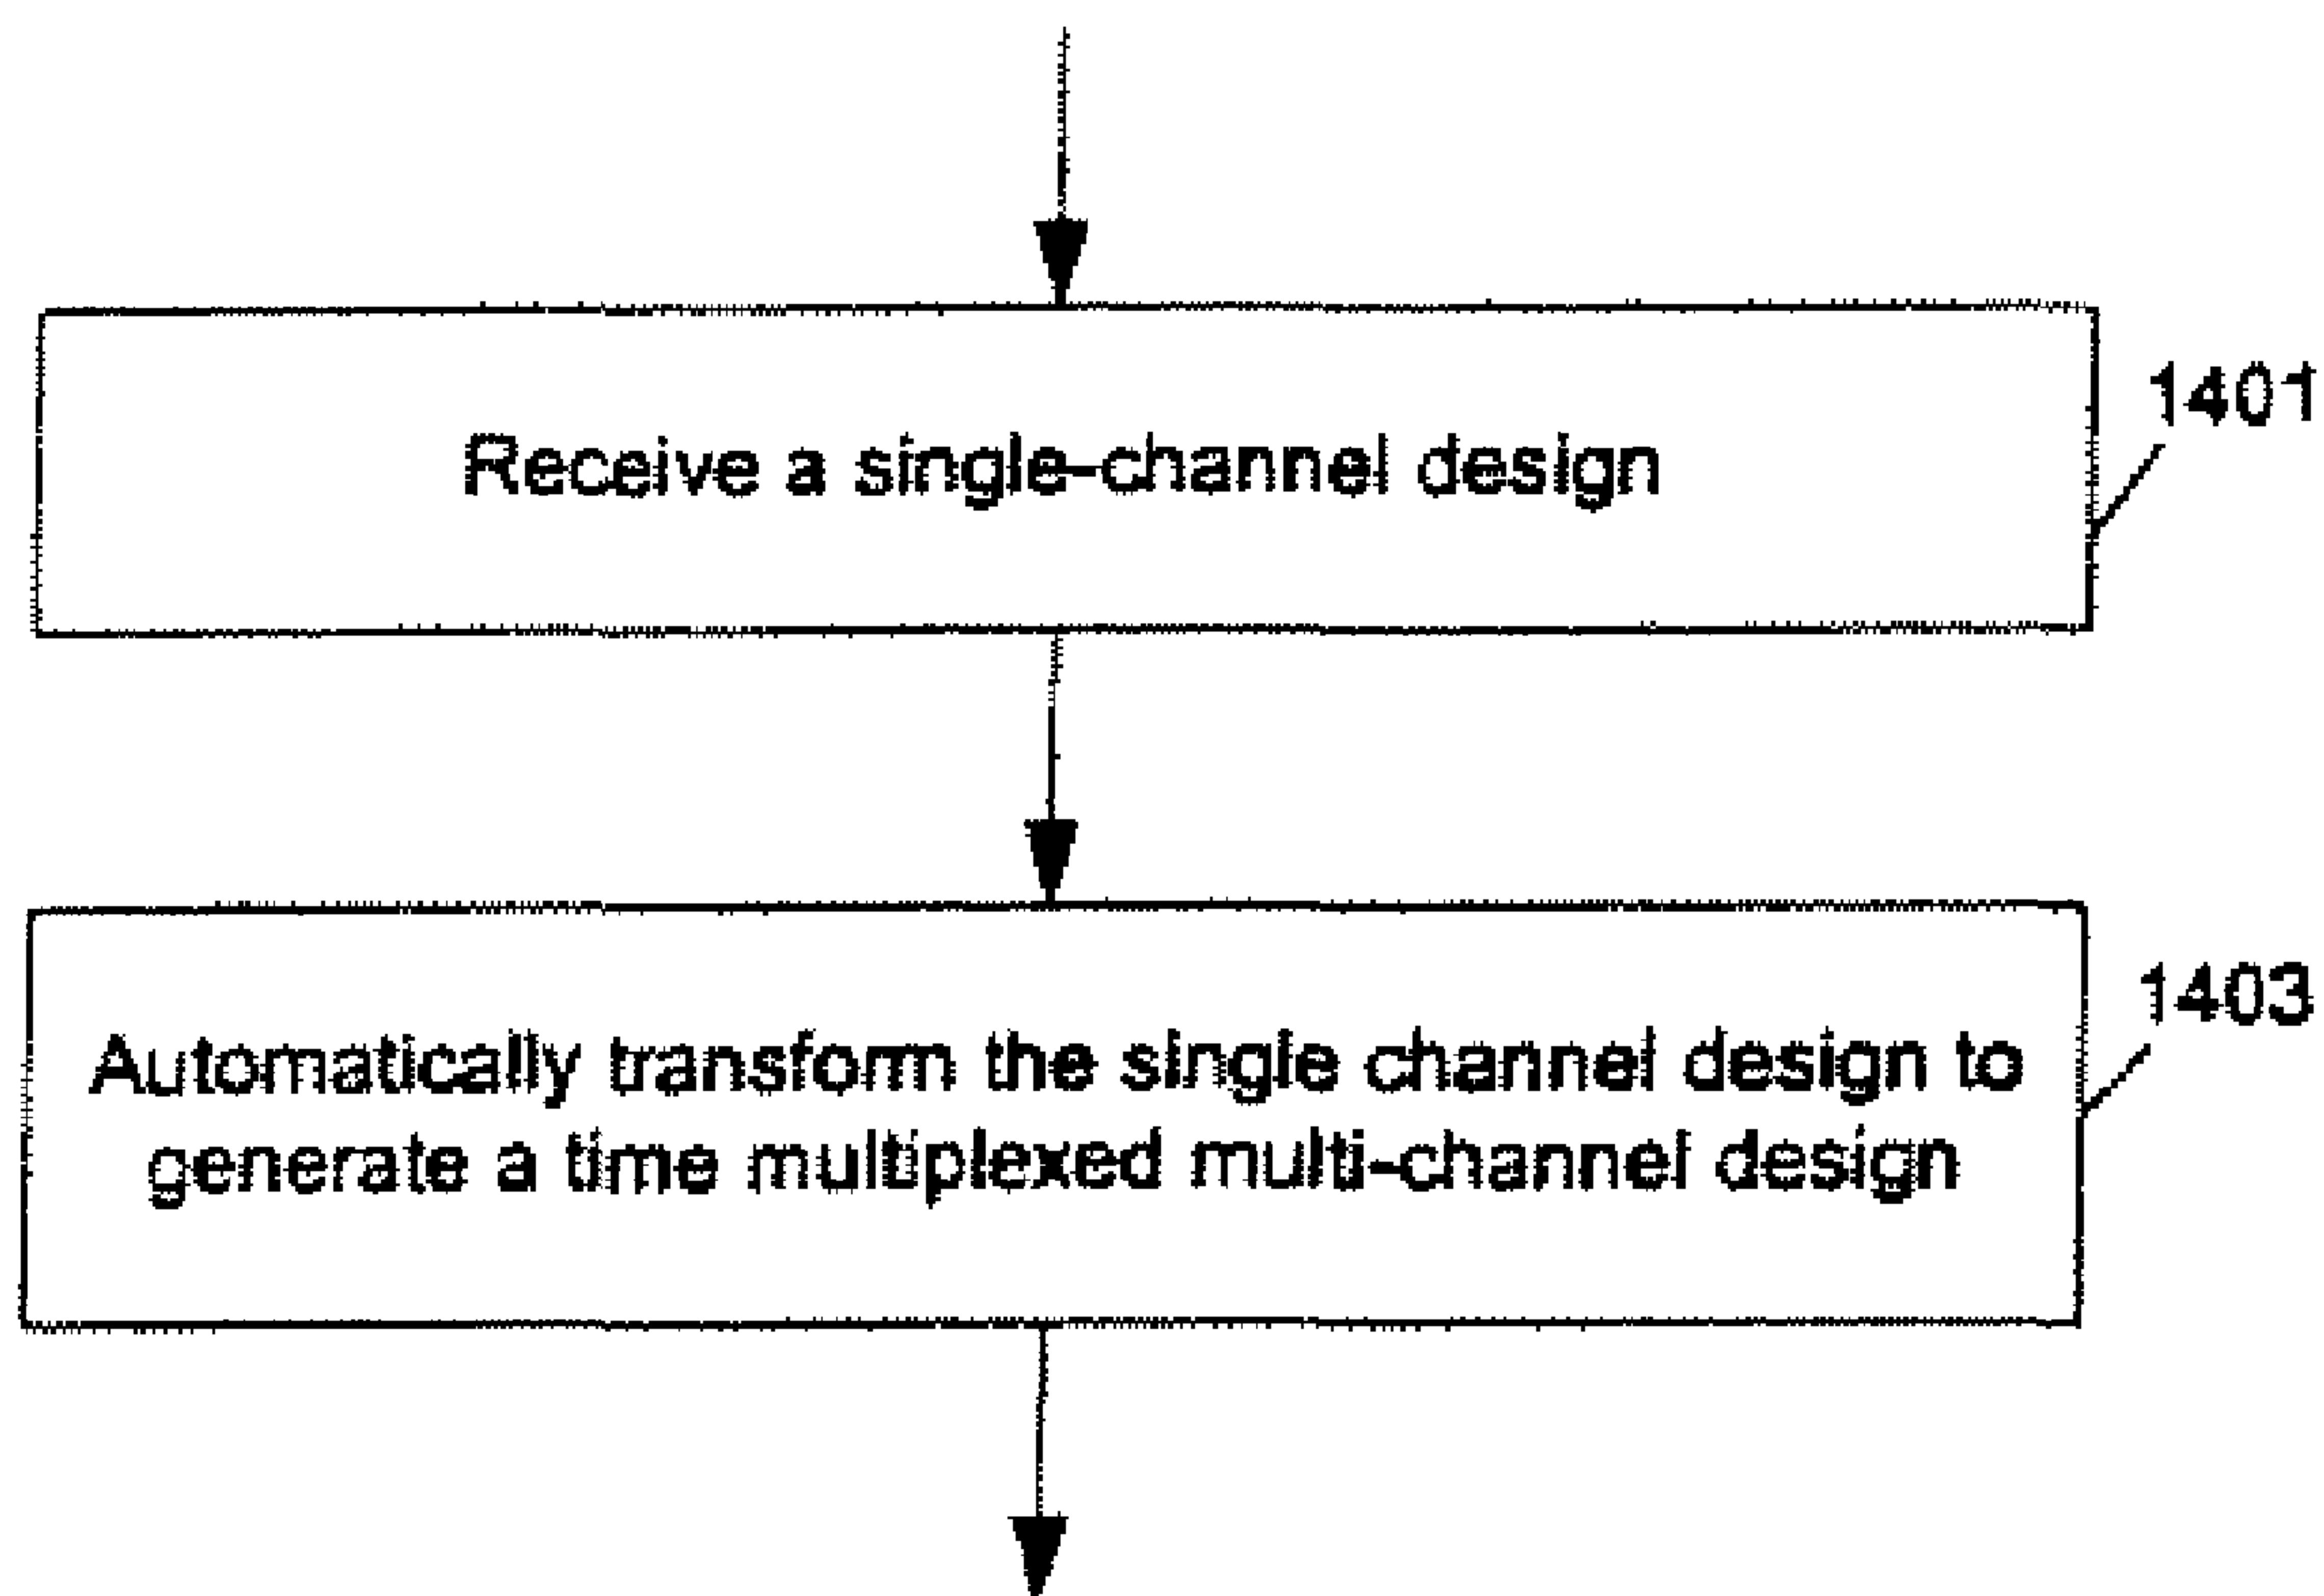 Receive a single-channel design
1401
Automatically transform the single channel design to
generate a time multiplexed multi-channel design
1403